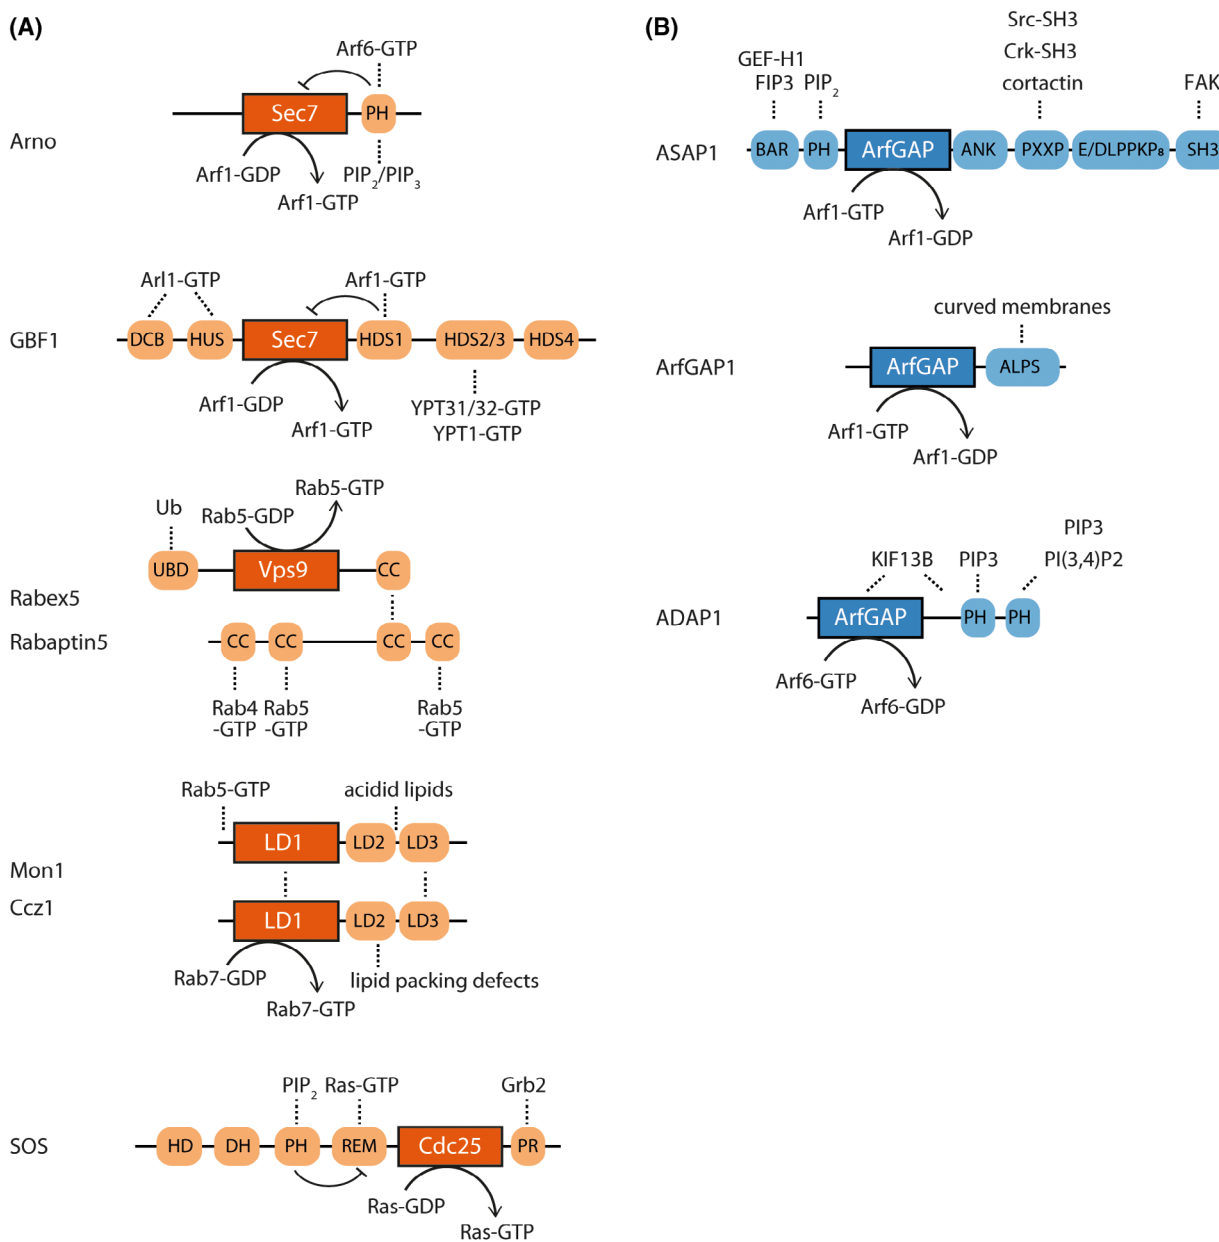 (A)
Arf6-GTP
Sec7
PH
Arno
Arf1-GDP
PIP2/PIP3
Arf1-GTP
Arl1-GTP
Arf1-GTP
GBF1
DCB
HUS
Sec7
HDS1
HDS2/3
HDS4
Arf1-GDP
Arf1-GTP
YPT31/32-GTP
YPT1-GTP
Rab5-GTP
Ub
Rab5-GDP
UBD
Vps9
CC
Rabex5
Rabaptin5
CC
CC
CC
CC
Rab4
-GTP
Rab5
-GTP
Rab5
-GTP
Rab5-GTP
acidid lipids
LD1
LD2
LD3
Mon1
Ccz1
LD1
LD2
LD3
Rab7-GDP
lipid packing defects
Rab7-GTP
PIP2
Ras-GTP
Grb2
SOS
HD
DH
PH
REM
Cdc25
PR
Ras-GDP
Ras-GTP
(B)
Src-SH3
Crk-SH3
cortactin
GEF-H1
FIP3
PIP2
FAK
ASAP1
BAR
PH
ArfGAP
ANK
PXXP
E/DLPPKP8
SH3
Arf1-GTP
Arf1-GDP
curved membranes
ArfGAP1
ArfGAP
ALPS
Arf1-GTP
Arf1-GDP
PIP3
PI(3,4)P2
KIF13B
PIP3
ADAP1
ArfGAP
PH
PH
Arf6-GTP
Arf6-GDP